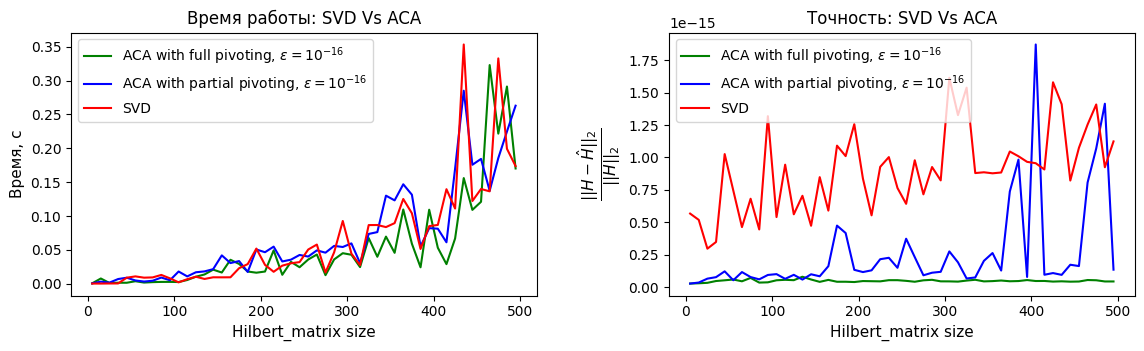 Время работы: SVD Vs ACA
0.35
0.30
0.25
0.20
0.15
0.10
0.05
0.00
Время, с
ACA with full pivoting, ε = 10⁻¹⁶
ACA with partial pivoting, ε = 10⁻¹⁶
SVD
0 100 200 300 400 500
Hilbert_matrix size
Точность: SVD Vs ACA
1e−15
1.75
1.50
1.25
1.00
0.75
0.50
0.25
0.00
||H − Ĥ||₂
||H||₂
ACA with full pivoting, ε = 10⁻¹⁶
ACA with partial pivoting, ε = 10⁻¹⁶
SVD
0 100 200 300 400 500
Hilbert_matrix size